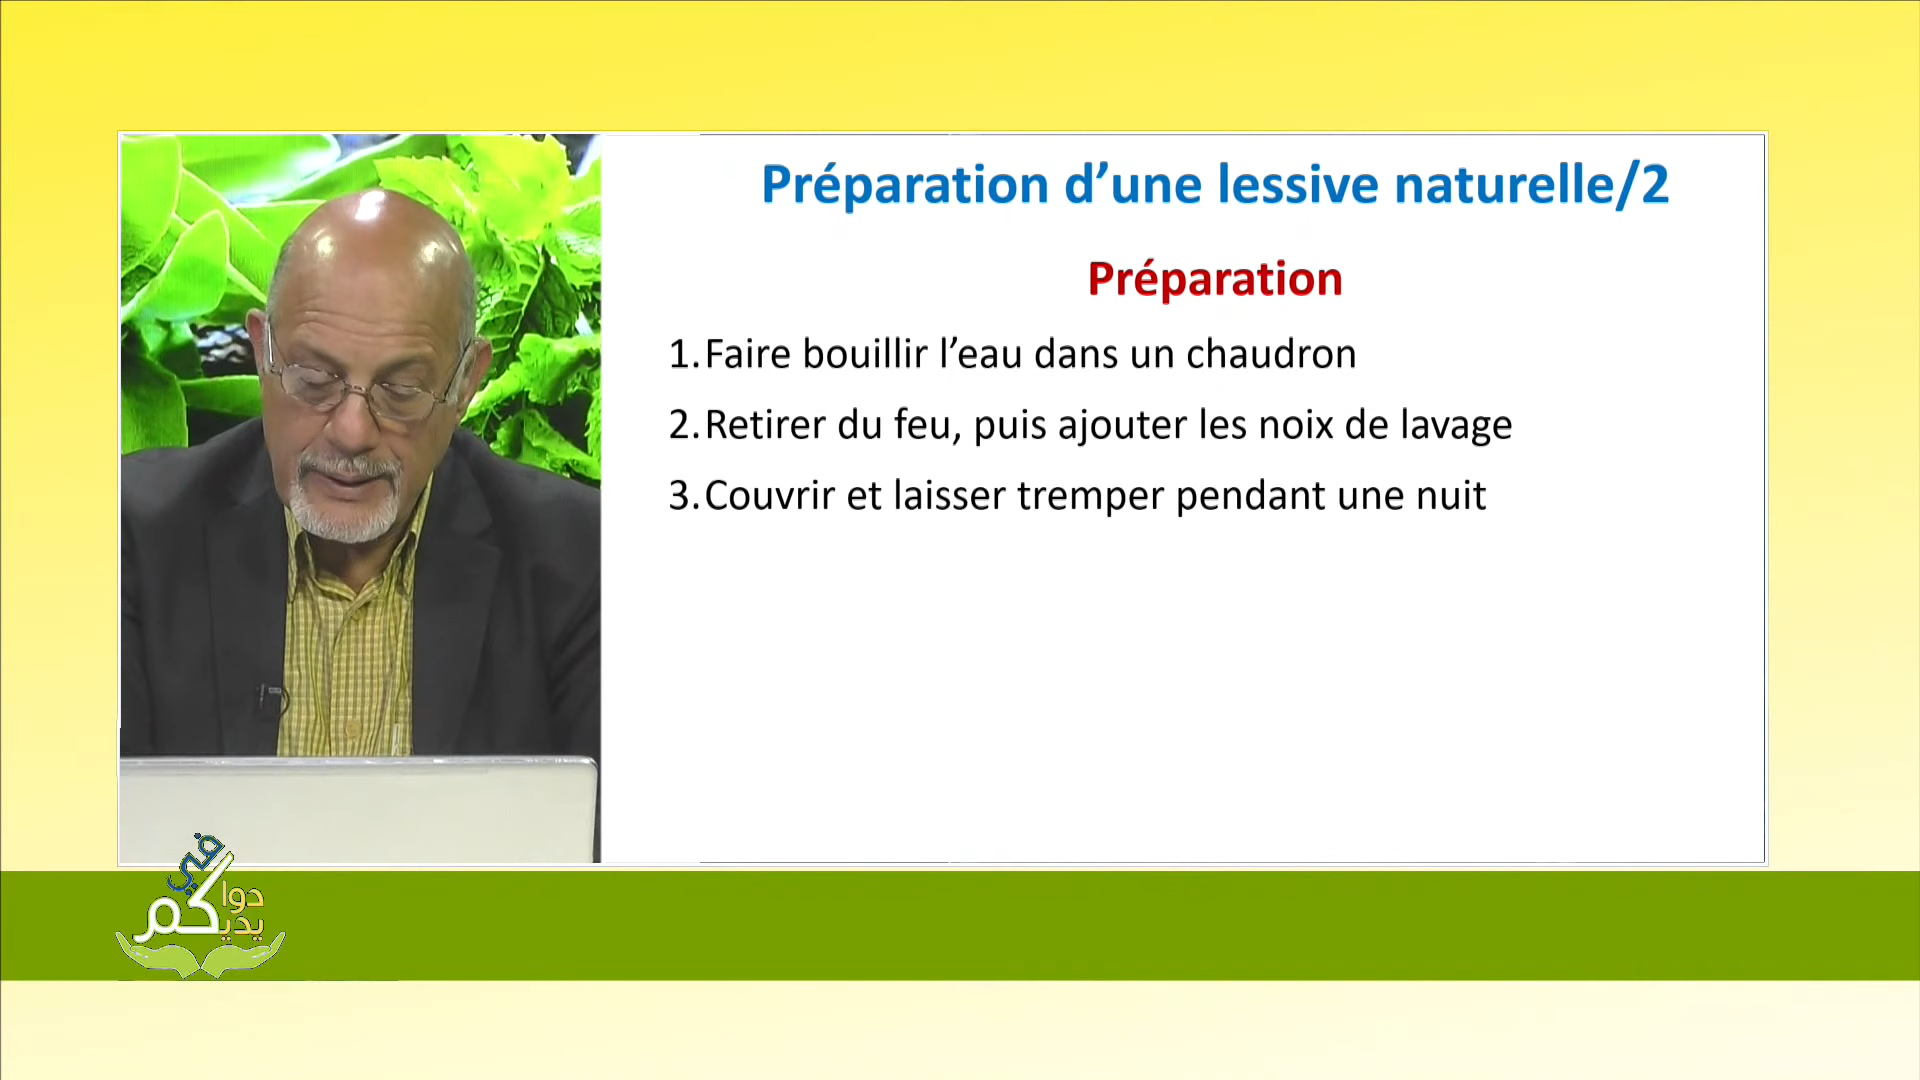 Préparation d’une lessive naturelle/2
Préparation
1. Faire bouillir l’eau dans un chaudron
2. Retirer du feu, puis ajouter les noix de lavage
3. Couvrir et laisser tremper pendant une nuit
دواكم
في
يديكم